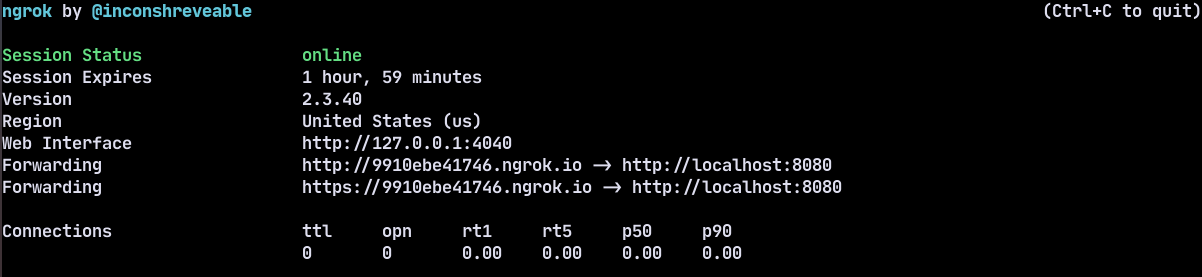 ngrok by @inconshreveable (Ctrl+C to quit)
Session Status online
Session Expires 1 hour, 59 minutes
Version 2.3.40
Region United States (us)
Web Interface http://127.0.0.1:4040
Forwarding http://9910ebe41746.ngrok.io -> http://localhost:8080
Forwarding https://9910ebe41746.ngrok.io -> http://localhost:8080
Connections ttl opn rt1 rt5 p50 p90
0 0 0.00 0.00 0.00 0.00